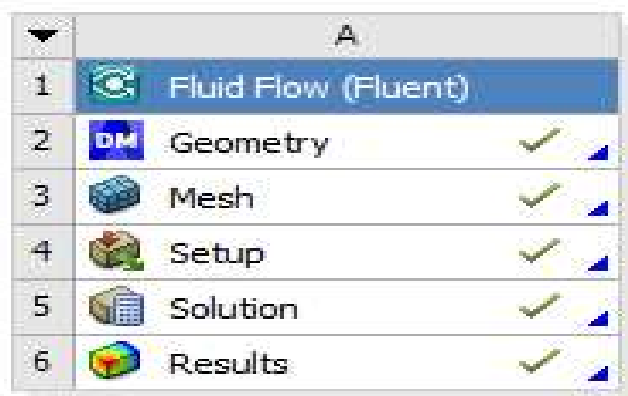 A
1 Fluid Flow (Fluent)
2 DM Geometry
3 Mesh
4 Setup
5 Solution
6 Results